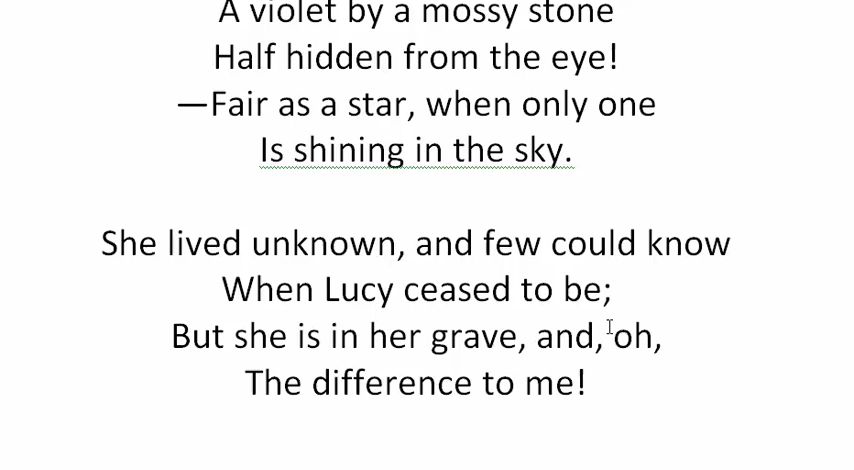 A violet by a mossy stone
Half hidden from the eye!
—Fair as a star, when only one
Is shining in the sky.
She lived unknown, and few could know
When Lucy ceased to be;
But she is in her grave, and, oh,
The difference to me!